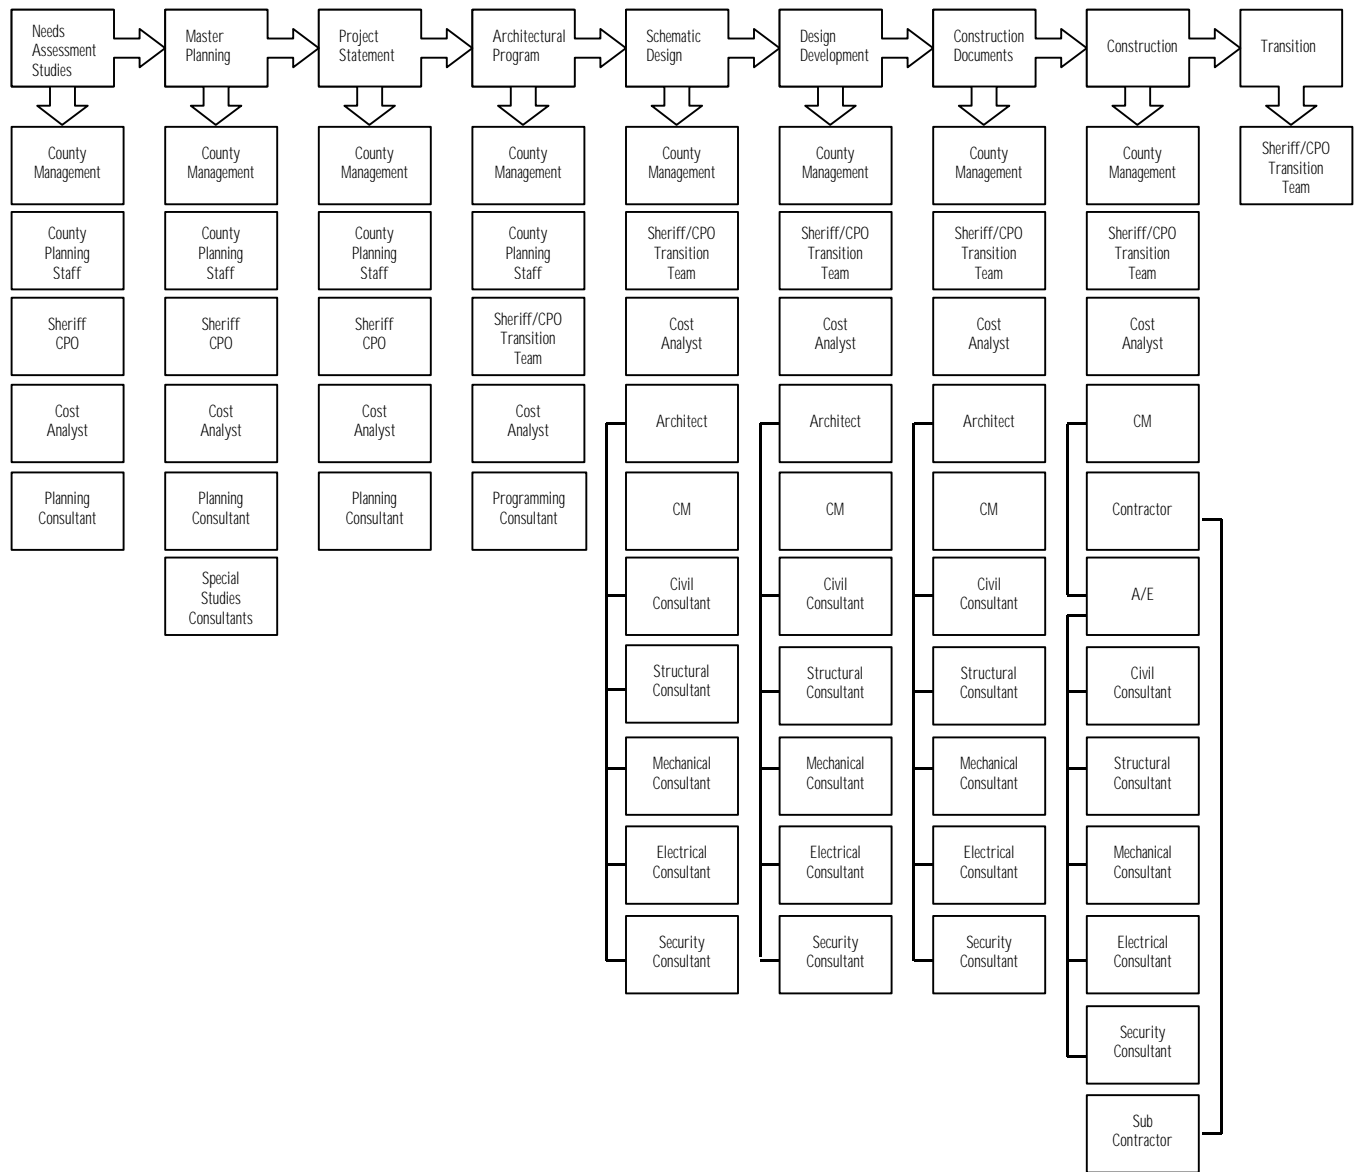 Needs
Assessment
Studies
Master
Planning
Project
Statement
Architectural
Program
Schematic
Design
Design
Development
Construction
Documents
Construction
Transition
County
Management
County
Planning
Staff
Sheriff
CPO
Cost
Analyst
Planning
Consultant
County
Management
County
Planning
Staff
Sheriff
CPO
Cost
Analyst
Planning
Consultant
Special
Studies
Consultants
County
Management
County
Planning
Staff
Sheriff
CPO
Cost
Analyst
Planning
Consultant
County
Management
County
Planning
Staff
Sheriff/CPO
Transition
Team
Cost
Analyst
Programming
Consultant
County
Management
Sheriff/CPO
Transition
Team
Cost
Analyst
Architect
CM
Civil
Consultant
Structural
Consultant
Mechanical
Consultant
Electrical
Consultant
Security
Consultant
County
Management
Sheriff/CPO
Transition
Team
Cost
Analyst
Architect
CM
Civil
Consultant
Structural
Consultant
Mechanical
Consultant
Electrical
Consultant
Security
Consultant
County
Management
Sheriff/CPO
Transition
Team
Cost
Analyst
Architect
CM
Civil
Consultant
Structural
Consultant
Mechanical
Consultant
Electrical
Consultant
Security
Consultant
County
Management
Sheriff/CPO
Transition
Team
Cost
Analyst
CM
Contractor
A/E
Civil
Consultant
Structural
Consultant
Mechanical
Consultant
Electrical
Consultant
Security
Consultant
Sub
Contractor
Sheriff/CPO
Transition
Team